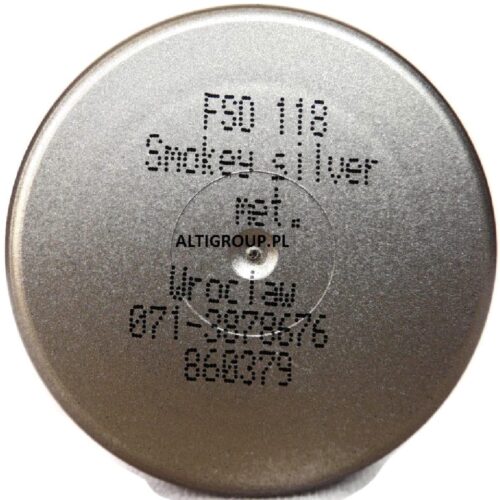 FSO 118
Smokey silver
met.
ALTIGROUP.PL
Wroclaw
071-3878676
860379